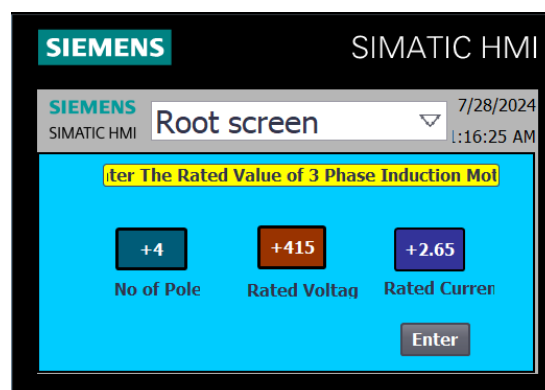 SIEMENS SIMATIC HMI
SIEMENS
SIMATIC HMI
Root screen
7/28/2024
1:16:25 AM
ter The Rated Value of 3 Phase Induction Mot
+4 +415 +2.65
No of Pole Rated Voltag Rated Curren
Enter